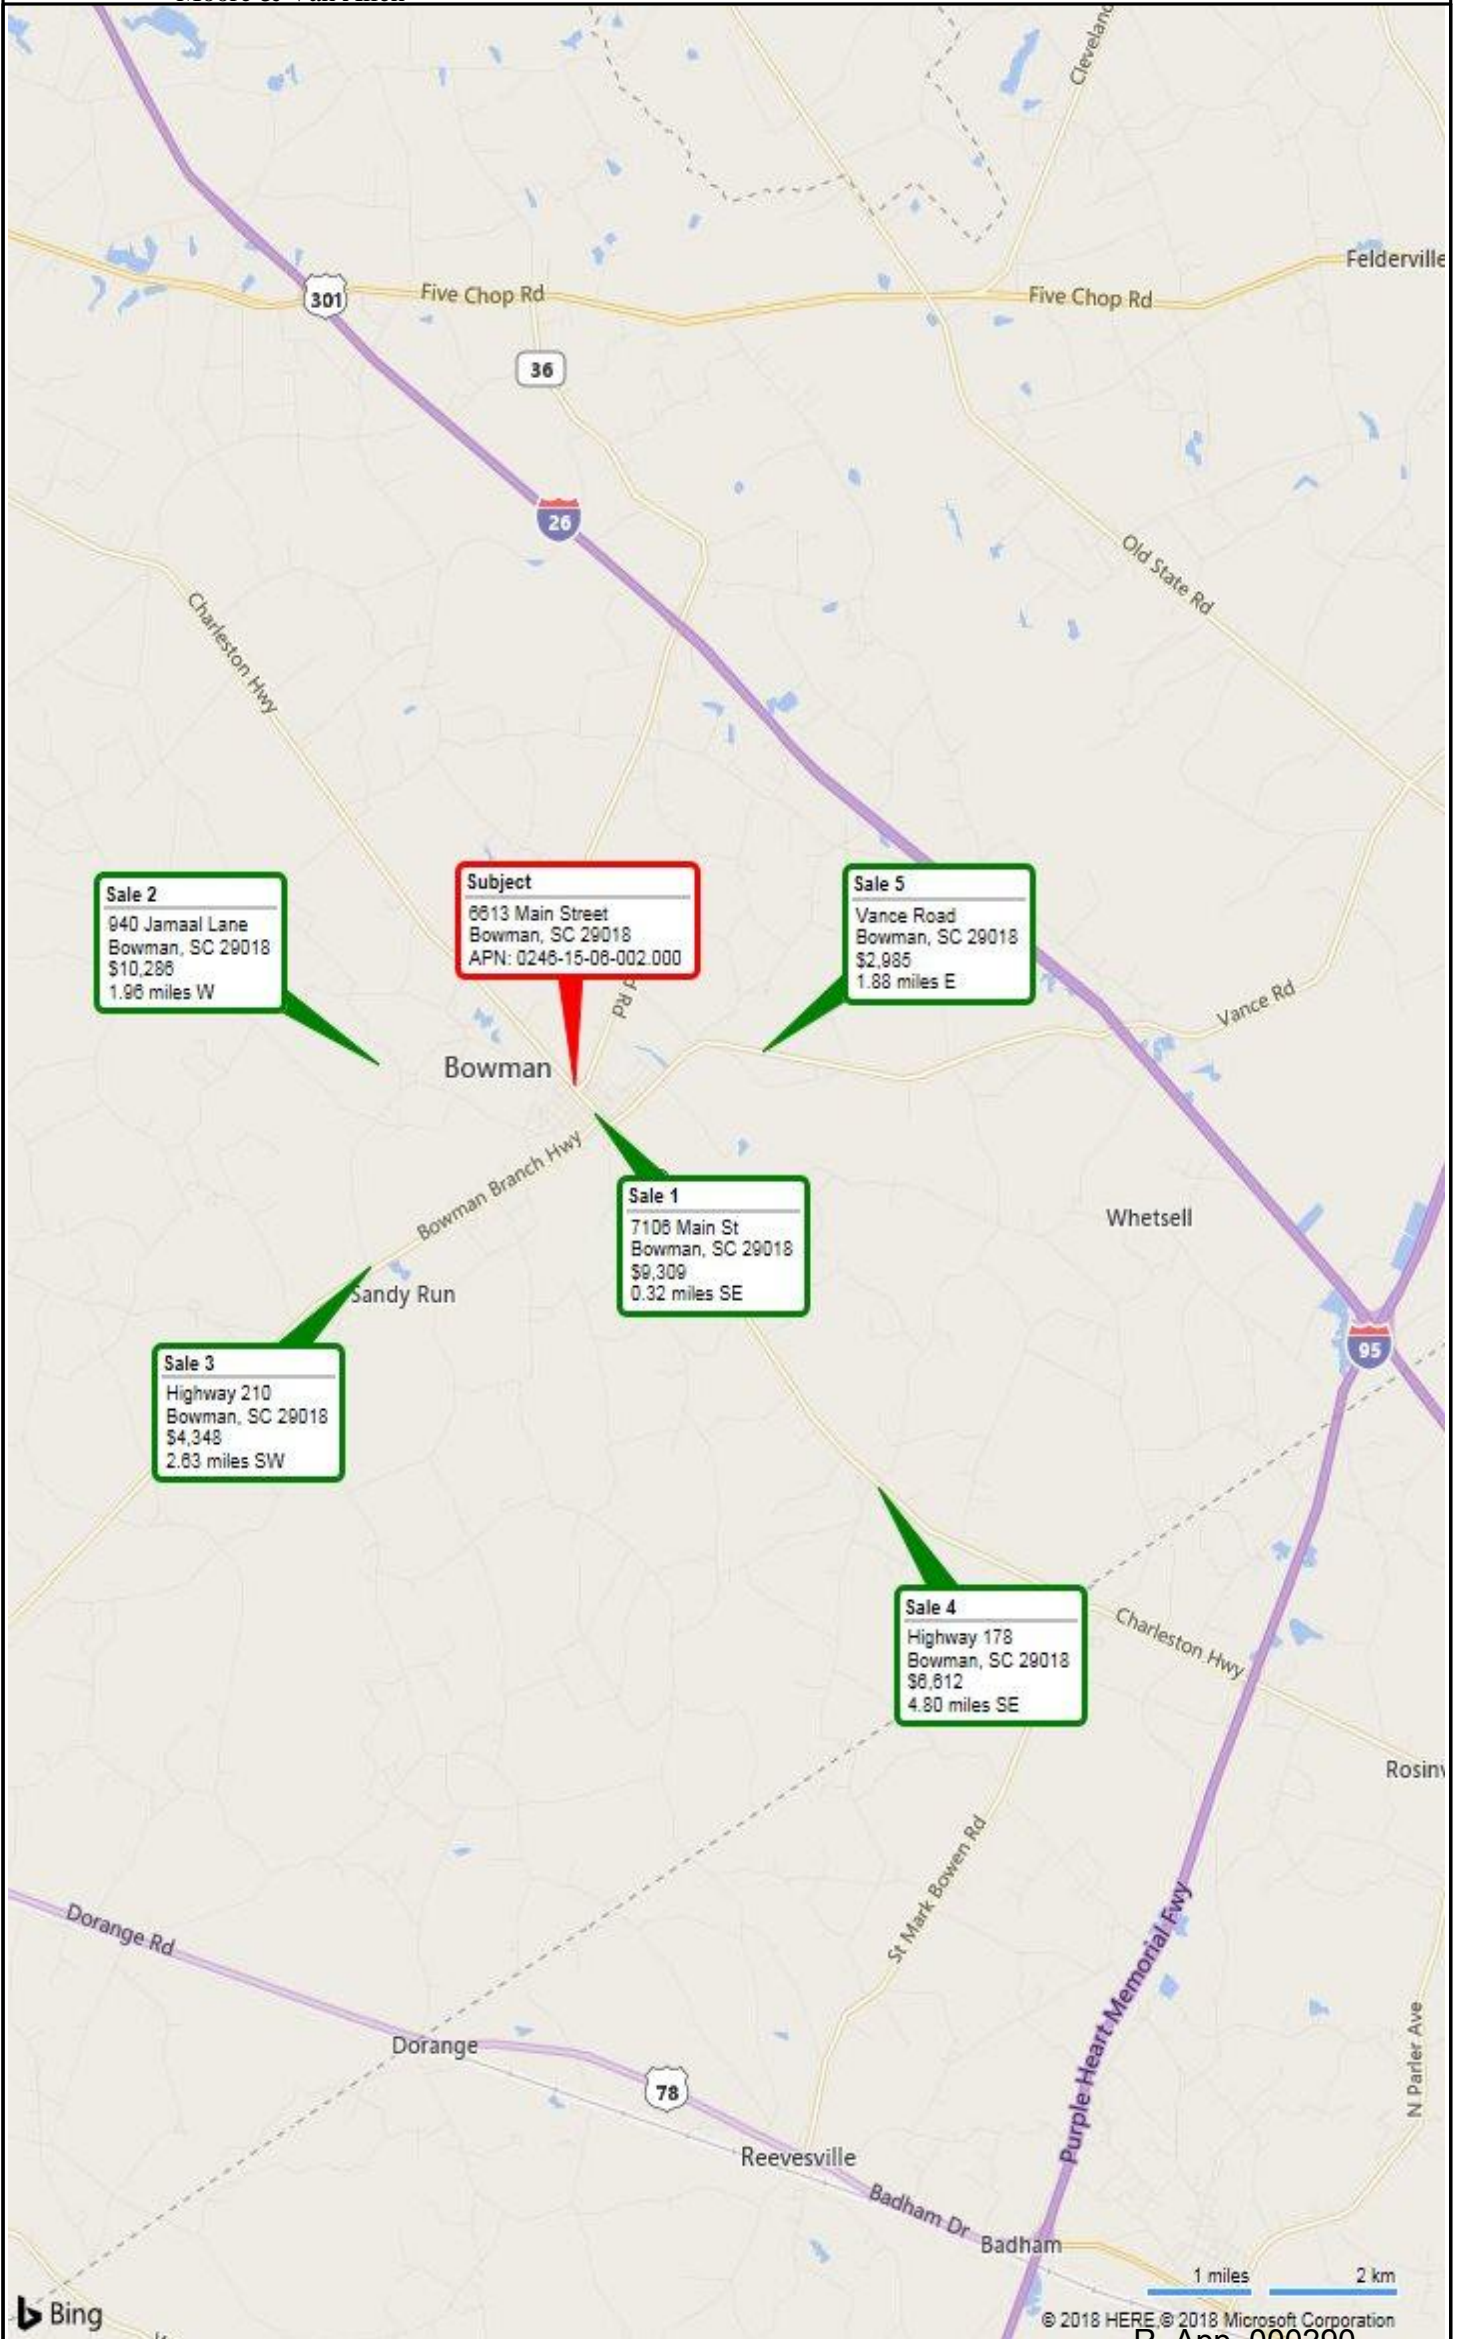 Cleveland
Felderville
301
Five Chop Rd
Five Chop Rd
36
26
Old State Rd
Charleston Hwy
Sale 2
940 Jamaal Lane
Bowman, SC 29018
$10,286
1.96 miles W
Subject
6613 Main Street
Bowman, SC 29018
APN: 0246-15-06-002.000
Sale 5
Vance Road
Bowman, SC 29018
$2,985
1.88 miles E
d Rd
Vance Rd
Bowman
Bowman Branch Hwy
Sale 1
7106 Main St
Bowman, SC 29018
$9,309
0.32 miles SE
Whetsell
Sandy Run
95
Sale 3
Highway 210
Bowman, SC 29018
$4,348
2.63 miles SW
Sale 4
Highway 178
Bowman, SC 29018
$6,612
4.80 miles SE
Charleston Hwy
Rosinv
St Mark Bowen Rd
Purple Heart Memorial Fwy
Dorange Rd
Dorange
78
N Parler Ave
Reevesville
Badham Dr
Badham
1 miles
2 km
Bing
© 2018 HERE,© 2018 Microsoft Corporation